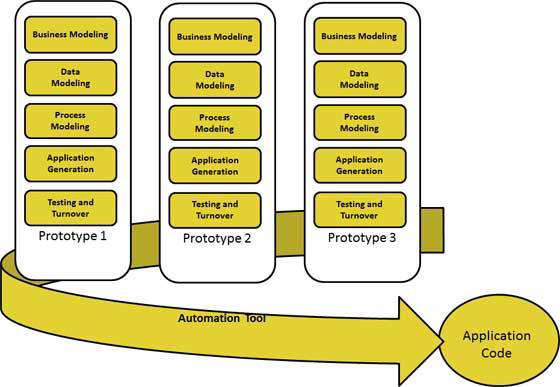 Business Modeling
Data
Modeling
Process
Modeling
Application
Generation
Testing and
Turnover
Prototype 1
Business Modeling
Data
Modeling
Process
Modeling
Application
Generation
Testing and
Turnover
Prototype 2
Business Modeling
Data
Modeling
Process
Modeling
Application
Generation
Testing and
Turnover
Prototype 3
Automation Tool
Application
Code